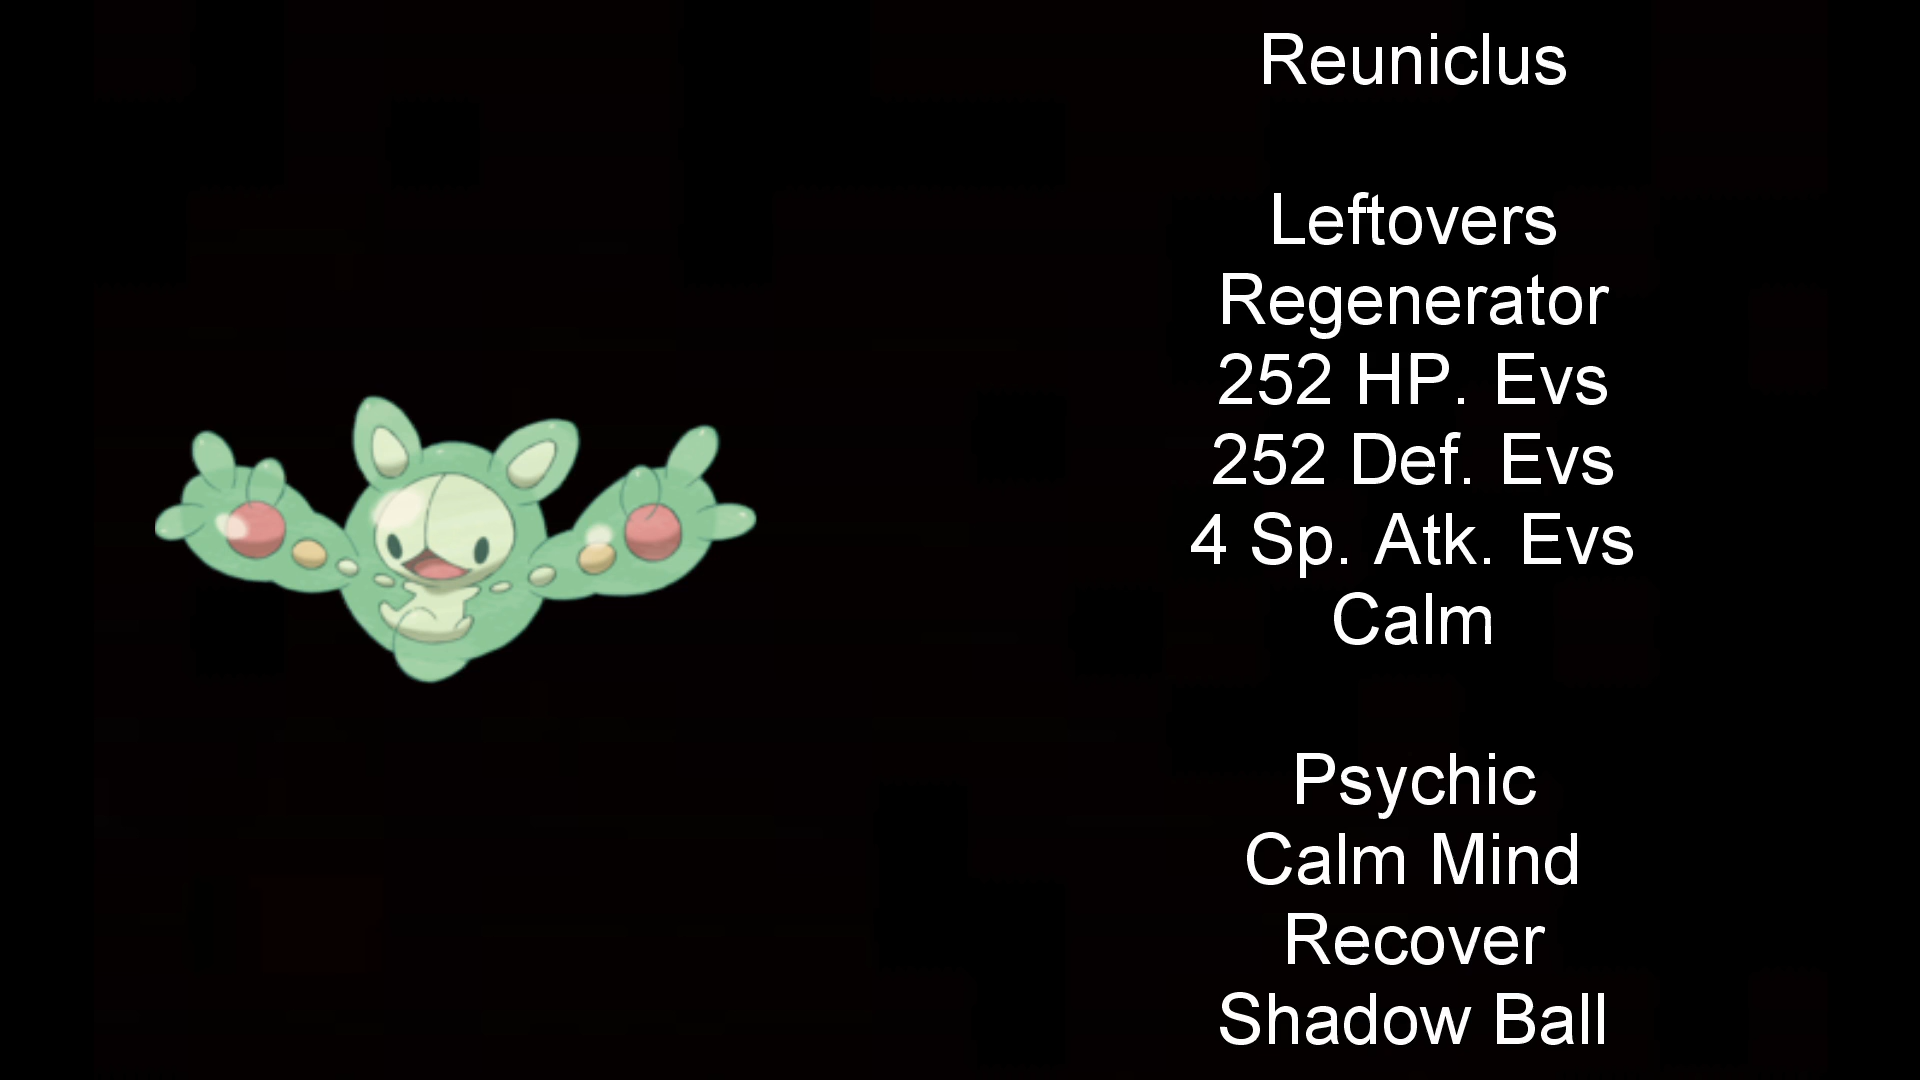 Reuniclus
Leftovers
Regenerator
252 HP. Evs
252 Def. Evs
4 Sp. Atk. Evs
Calm
Psychic
Calm Mind
Recover
Shadow Ball